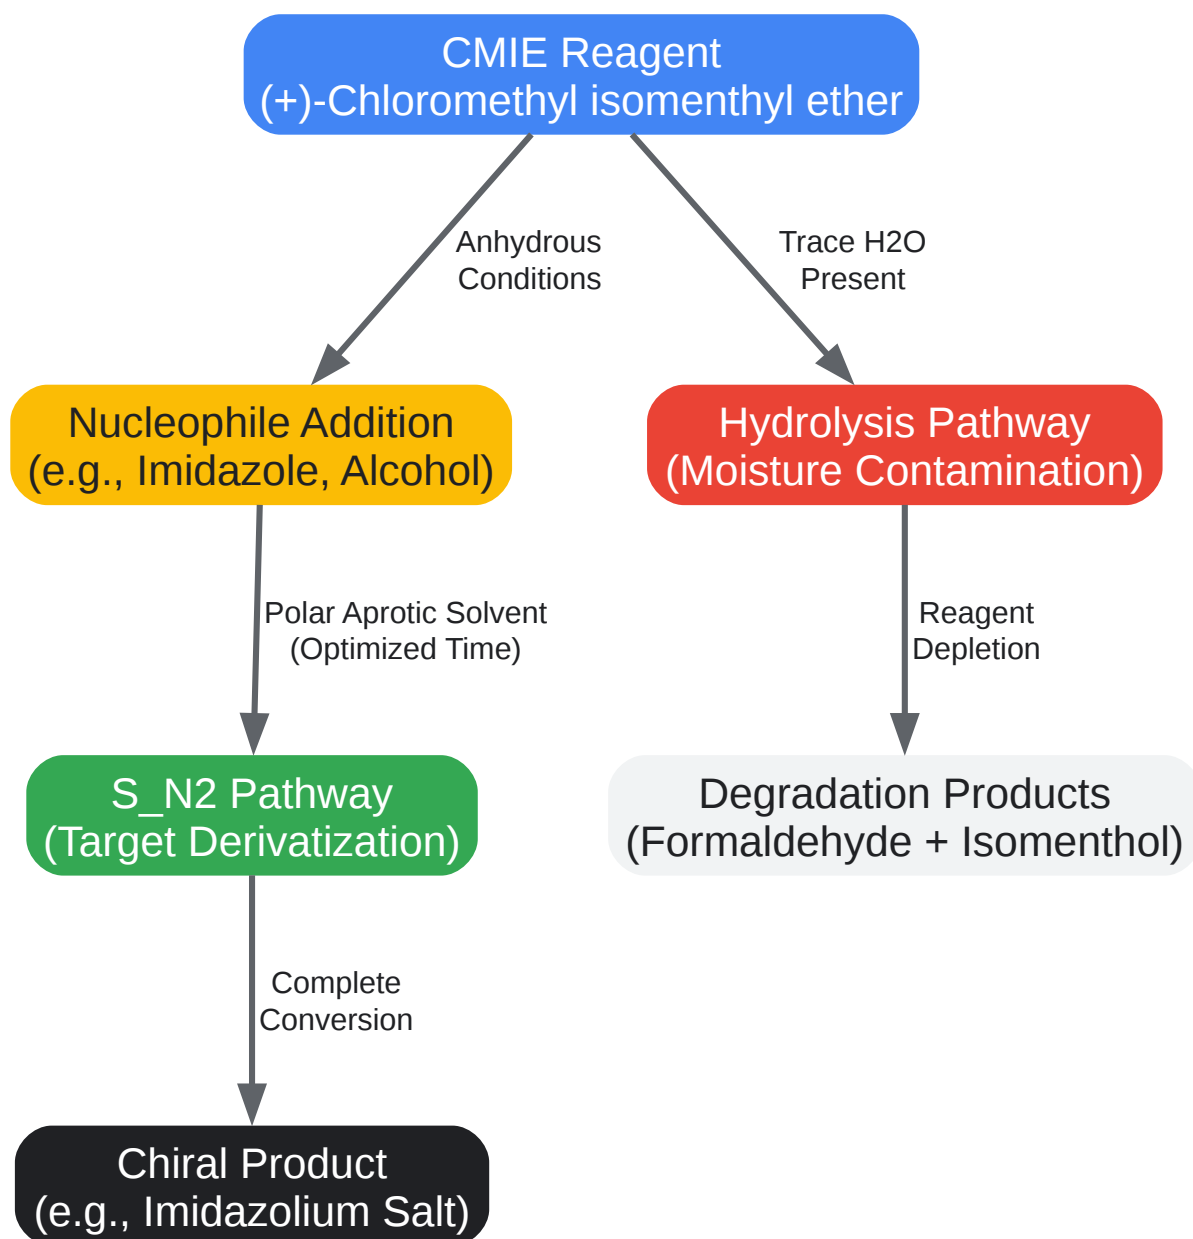 CMIE Reagent
(+)-Chloromethyl isomenthyl ether
Anhydrous
Conditions
Trace H2O
Present
Nucleophile Addition
(e.g., Imidazole, Alcohol)
Hydrolysis Pathway
(Moisture Contamination)
Polar Aprotic Solvent
(Optimized Time)
Reagent
Depletion
S_N2 Pathway
(Target Derivatization)
Degradation Products
(Formaldehyde + Isomenthol)
Complete
Conversion
Chiral Product
(e.g., Imidazolium Salt)